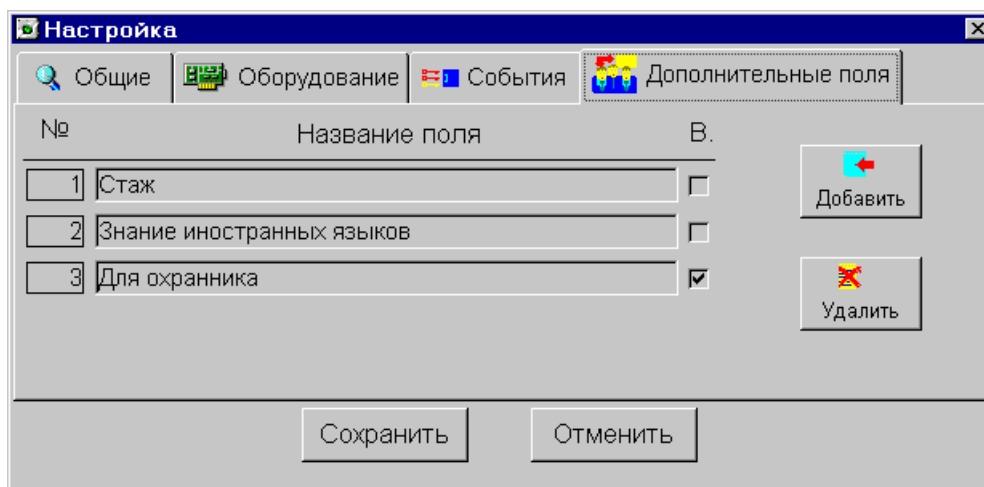 Настройка
Общие Оборудование События Дополнительные поля
№ Название поля В.
1 Стаж
2 Знание иностранных языков
3 Для охранника
Добавить
Удалить
Сохранить Отменить